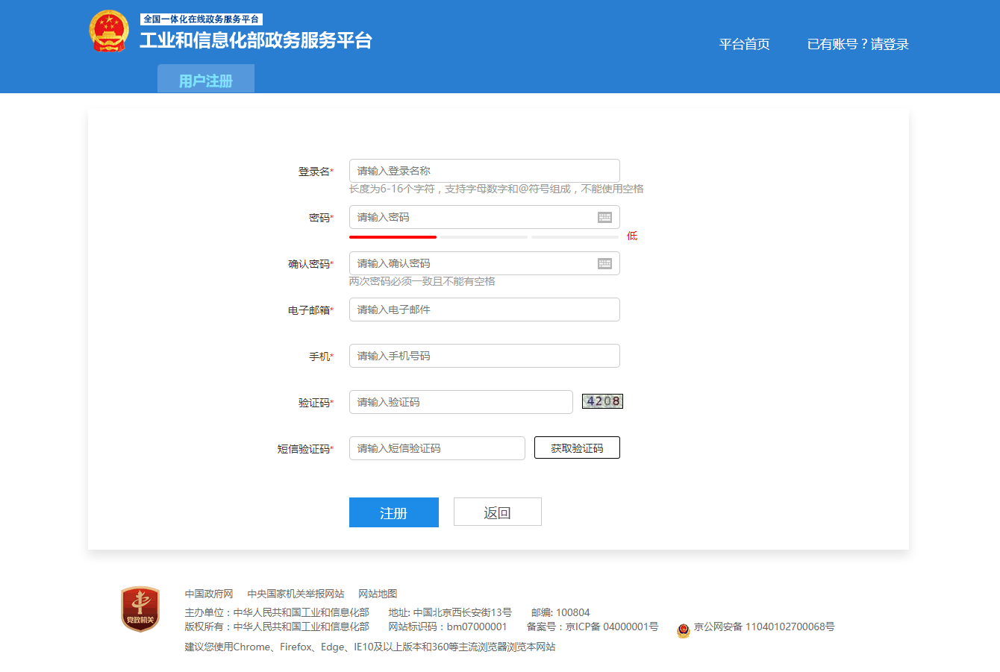 全国一体化在线政务服务平台
工业和信息化部政务服务平台
平台首页 已有账号？请登录
用户注册
登录名* 请输入登录名称
长度为6-16个字符，支持字母数字和@符号组成，不能使用空格
密码* 请输入密码
低
确认密码* 请输入确认密码
两次密码必须一致且不能有空格
电子邮箱* 请输入电子邮件
手机* 请输入手机号码
验证码* 请输入验证码 4208
短信验证码* 请输入短信验证码 获取验证码
注册 返回
党政机关
中国政府网 中央国家机关举报网站 网站地图
主办单位：中华人民共和国工业和信息化部 地址: 中国北京西长安街13号 邮编: 100804
版权所有：中华人民共和国工业和信息化部 网站标识码：bm07000001 备案号：京ICP备 04000001号 京公网安备 11040102700068号
建议您使用Chrome、Firefox、Edge、IE10及以上版本和360等主流浏览器浏览本网站